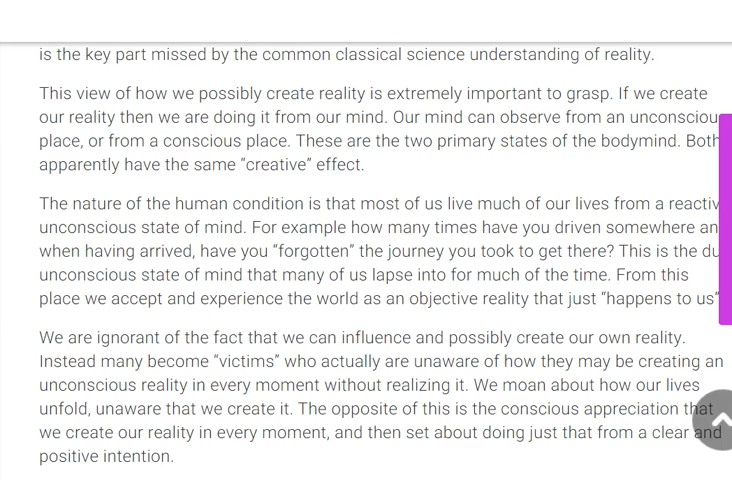 is the key part missed by the common classical science understanding of reality.
This view of how we possibly create reality is extremely important to grasp. If we create
our reality then we are doing it from our mind. Our mind can observe from an unconsciou
place, or from a conscious place. These are the two primary states of the bodymind. Both
apparently have the same “creative” effect.
The nature of the human condition is that most of us live much of our lives from a reactiv
unconscious state of mind. For example how many times have you driven somewhere an
when having arrived, have you “forgotten” the journey you took to get there? This is the du
unconscious state of mind that many of us lapse into for much of the time. From this
place we accept and experience the world as an objective reality that just “happens to us”
We are ignorant of the fact that we can influence and possibly create our own reality.
Instead many become “victims” who actually are unaware of how they may be creating an
unconscious reality in every moment without realizing it. We moan about how our lives
unfold, unaware that we create it. The opposite of this is the conscious appreciation that
we create our reality in every moment, and then set about doing just that from a clear and
positive intention.